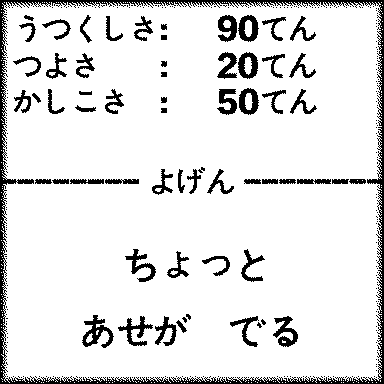 うつくしさ: 90てん
つよさ : 20てん
かしこさ : 50てん
よげん
ちょっと
あせが でる